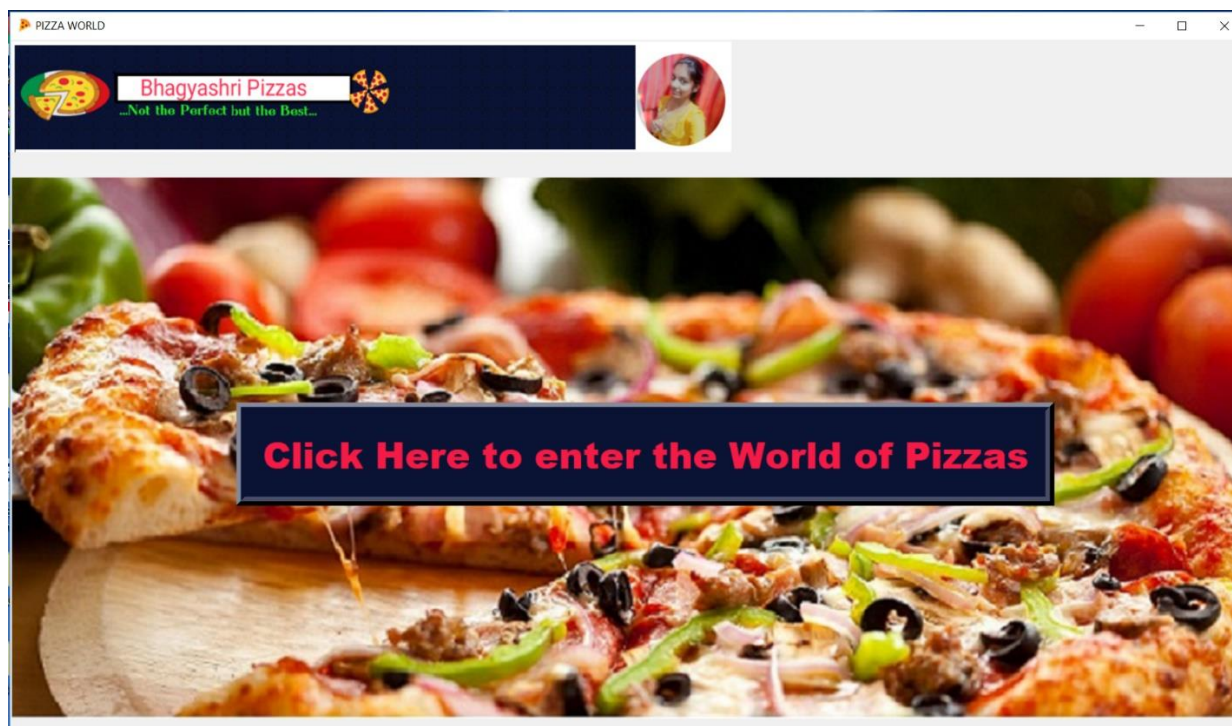 PIZZA WORLD
Bhagyashri Pizzas
...Not the Perfect but the Best...
Click Here to enter the World of Pizzas